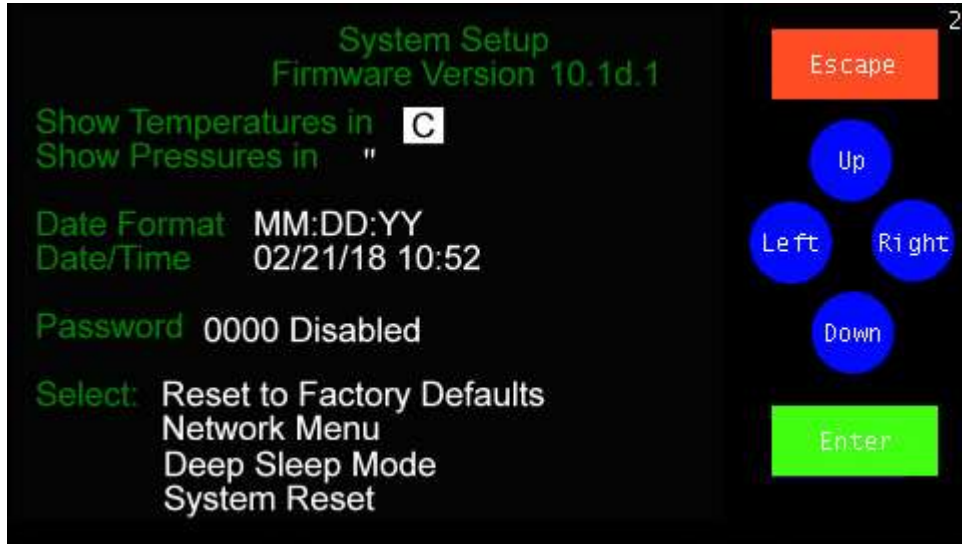 System Setup
Firmware Version 10.1d.1
Show Temperatures in C
Show Pressures in "
Date Format MM:DD:YY
Date/Time 02/21/18 10:52
Password 0000 Disabled
Select: Reset to Factory Defaults
Network Menu
Deep Sleep Mode
System Reset
2
Escape
Up
Left Right
Down
Enter